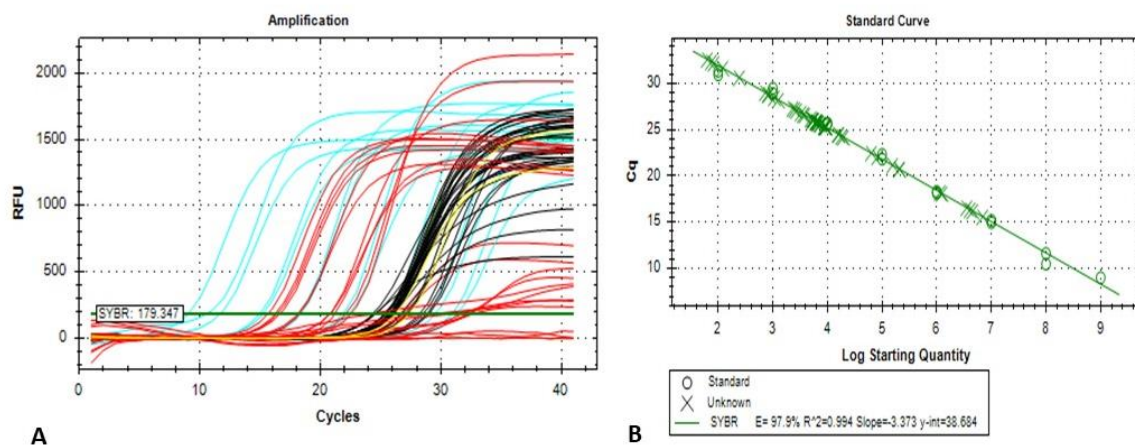 Amplification
2000
1500
1000
500
0
RFU
SYBR: 179.347
0 10 20 30 40
Cycles
A
Standard Curve
30
25
20
15
10
Cq
2 3 4 5 6 7 8 9
Log Starting Quantity
Standard
Unknown
SYBR E= 97.9% R^2=0.994 Slope=-3.373 y-int=38.684
B